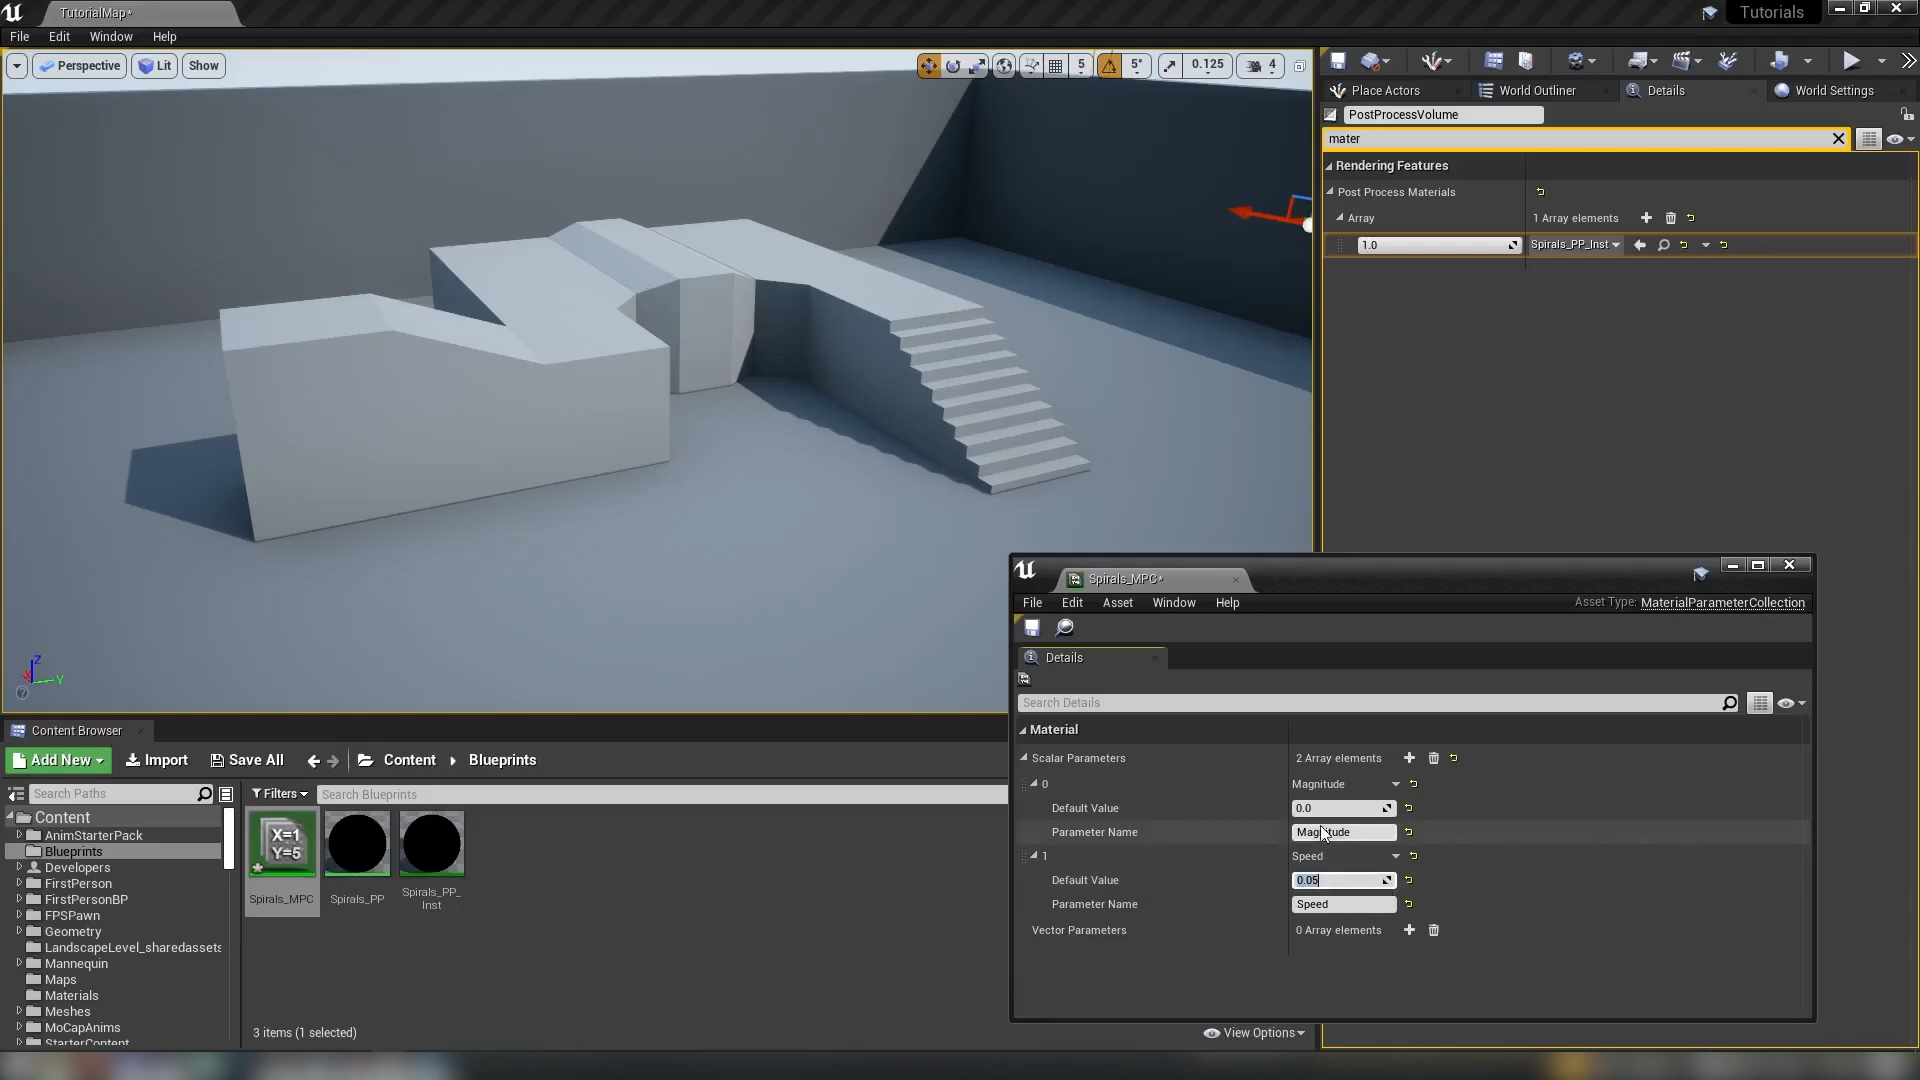 TutorialMap*
Tutorials
File Edit Window Help
Perspective Lit Show
5 5° 0.125 4
Place Actors World Outliner Details World Settings
PostProcessVolume
mater
Rendering Features
Post Process Materials
Array 1 Array elements
1.0 Spirals_PP_Inst
Z
Y
Spirals_MPC*
File Edit Asset Window Help
Asset Type: MaterialParameterCollection
Details
Search Details
Material
Scalar Parameters 2 Array elements
0 Magnitude
Default Value 0.0
Parameter Name Magnitude
1 Speed
Default Value 0.05
Parameter Name Speed
Vector Parameters 0 Array elements
Content Browser
Add New Import Save All Content Blueprints
Search Paths
Filters Search Blueprints
Content
AnimStarterPack
Blueprints
Developers
FirstPerson
FirstPersonBP
FPSPawn
Geometry
LandscapeLevel_sharedassets
Mannequin
Maps
Materials
Meshes
MoCapAnims
StarterContent
X=1
Y=5
Spirals_MPC
Spirals_PP
Spirals_PP_
Inst
3 items (1 selected)
View Options